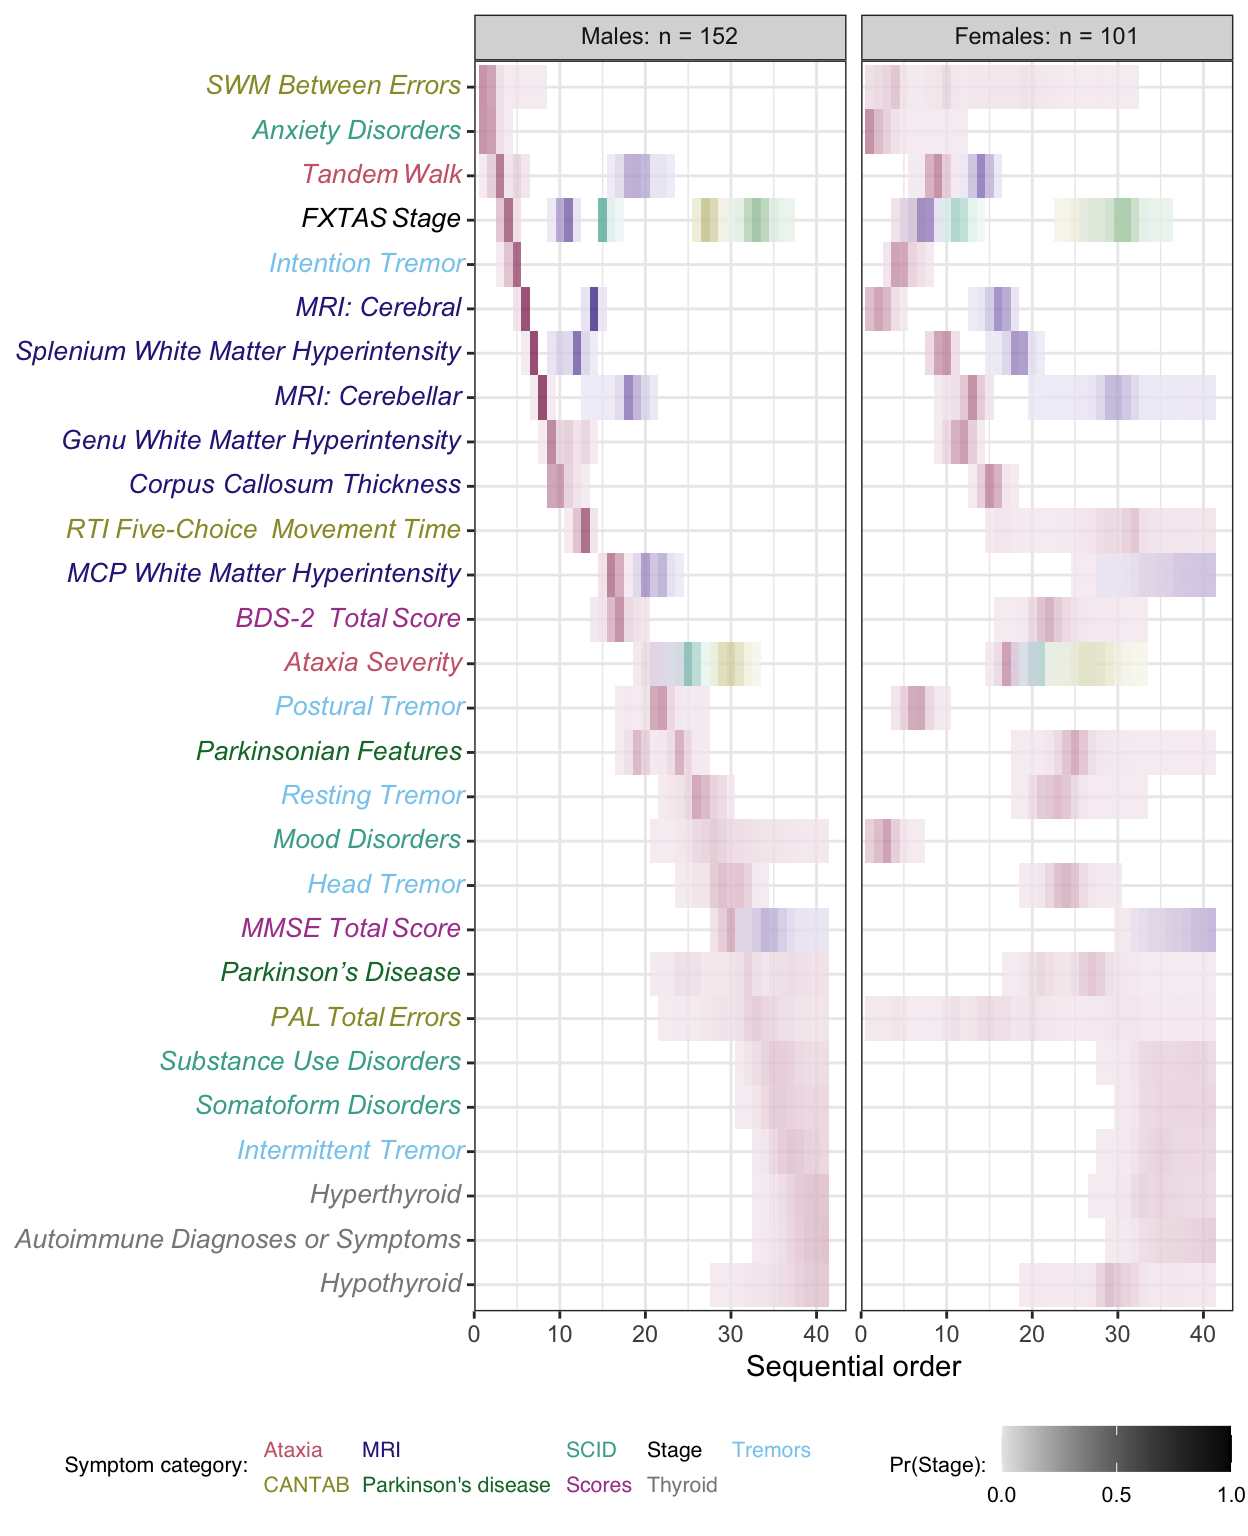 Males: n = 152
Females: n = 101
SWM Between Errors
Anxiety Disorders
Tandem Walk
FXTAS Stage
Intention Tremor
MRI: Cerebral
Splenium White Matter Hyperintensity
MRI: Cerebellar
Genu White Matter Hyperintensity
Corpus Callosum Thickness
RTI Five-Choice  Movement Time
MCP White Matter Hyperintensity
BDS-2  Total Score
Ataxia Severity
Postural Tremor
Parkinsonian Features
Resting Tremor
Mood Disorders
Head Tremor
MMSE Total Score
Parkinson’s Disease
PAL Total Errors
Substance Use Disorders
Somatoform Disorders
Intermittent Tremor
Hyperthyroid
Autoimmune Diagnoses or Symptoms
Hypothyroid
0 10 20 30 40 0 10 20 30 40
Sequential order
Symptom category:
Ataxia MRI SCID Stage Tremors
CANTAB Parkinson's disease Scores Thyroid
Pr(Stage):
0.0 0.5 1.0